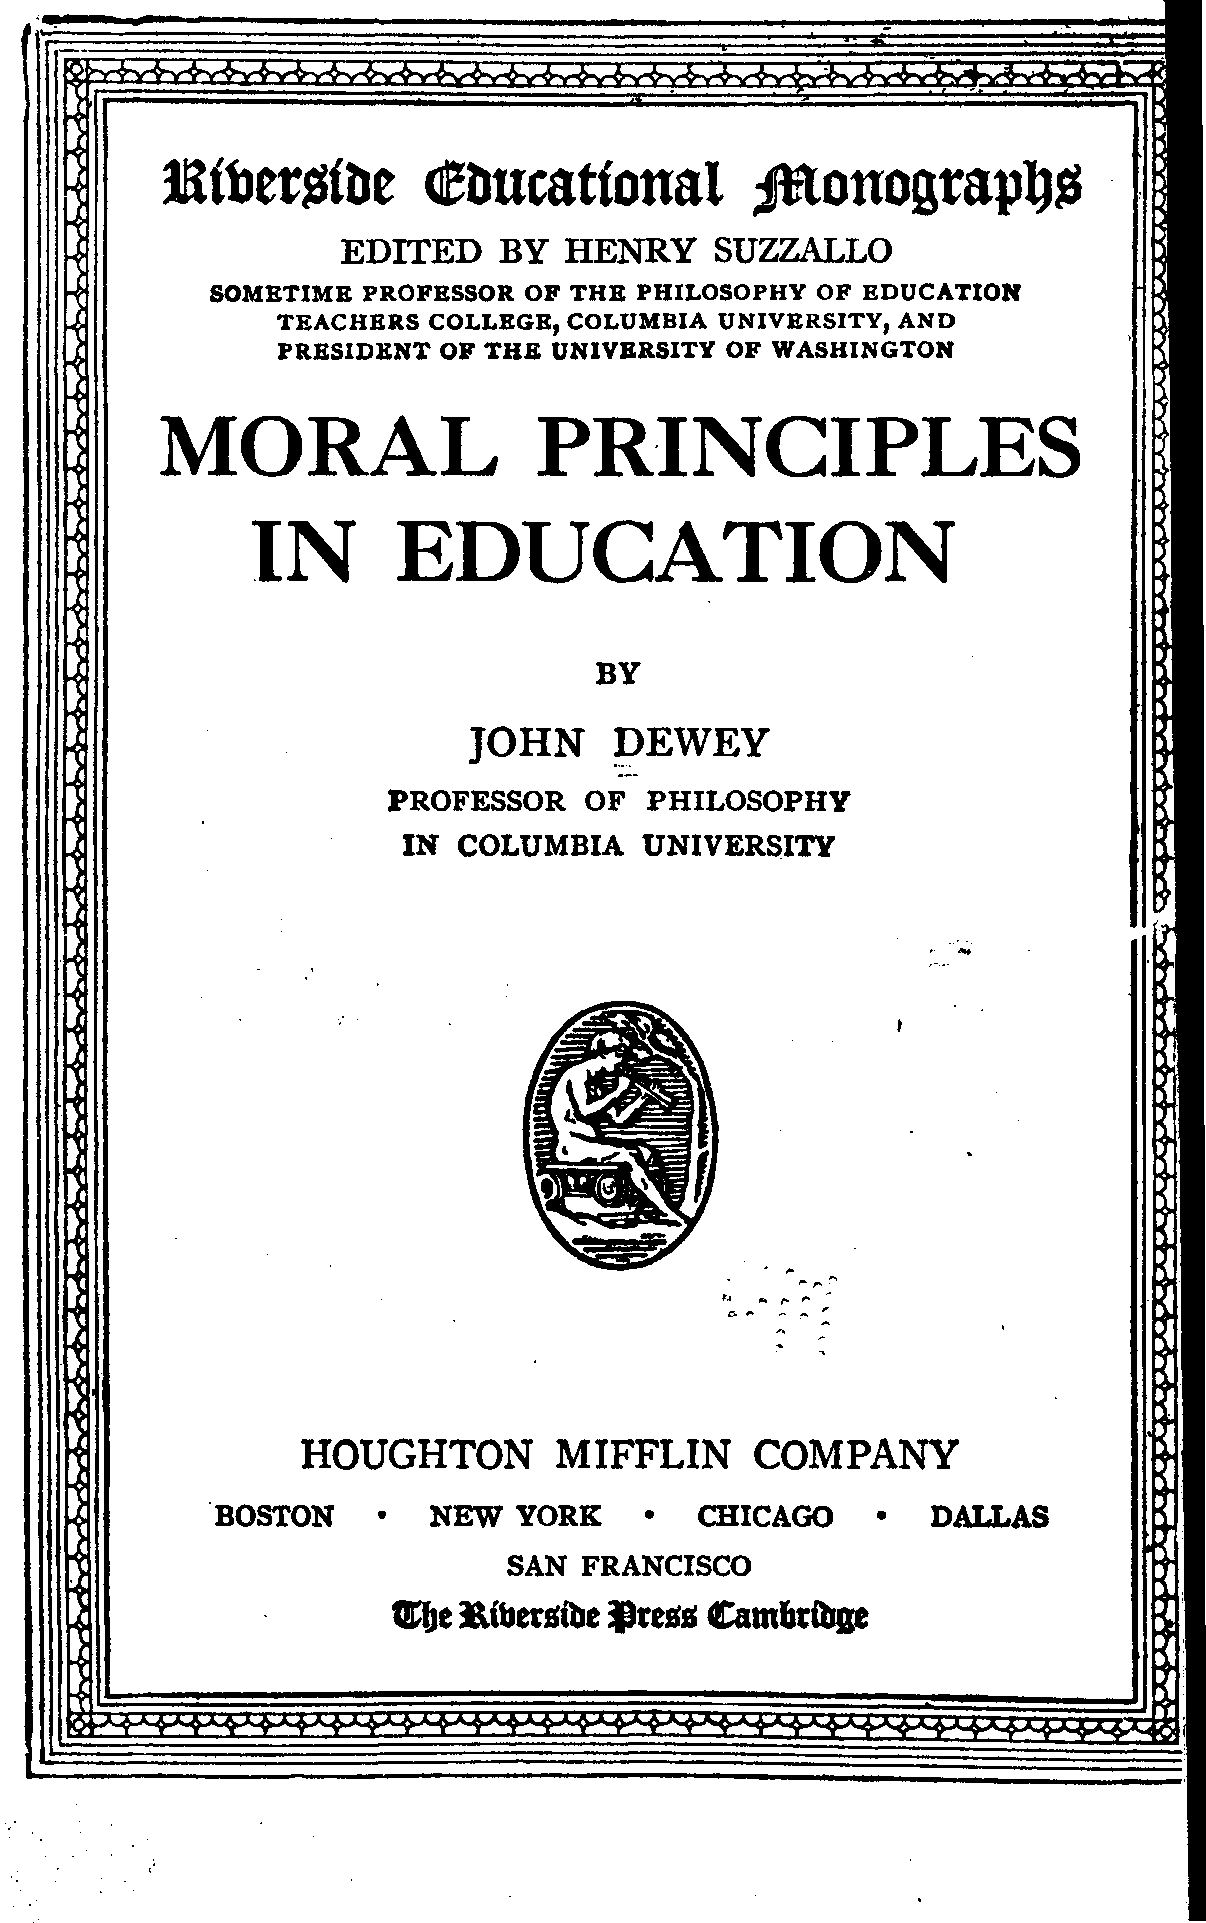 Riverside Educational Monographs
EDITED BY HENRY SUZZALLO
SOMETIME PROFESSOR OF THE PHILOSOPHY OF EDUCATION
TEACHERS COLLEGE, COLUMBIA UNIVERSITY, AND
PRESIDENT OF THE UNIVERSITY OF WASHINGTON
MORAL PRINCIPLES
IN EDUCATION
BY
JOHN DEWEY
PROFESSOR OF PHILOSOPHY
IN COLUMBIA UNIVERSITY
HOUGHTON MIFFLIN COMPANY
BOSTON • NEW YORK • CHICAGO • DALLAS
SAN FRANCISCO
The Riverside Press Cambridge